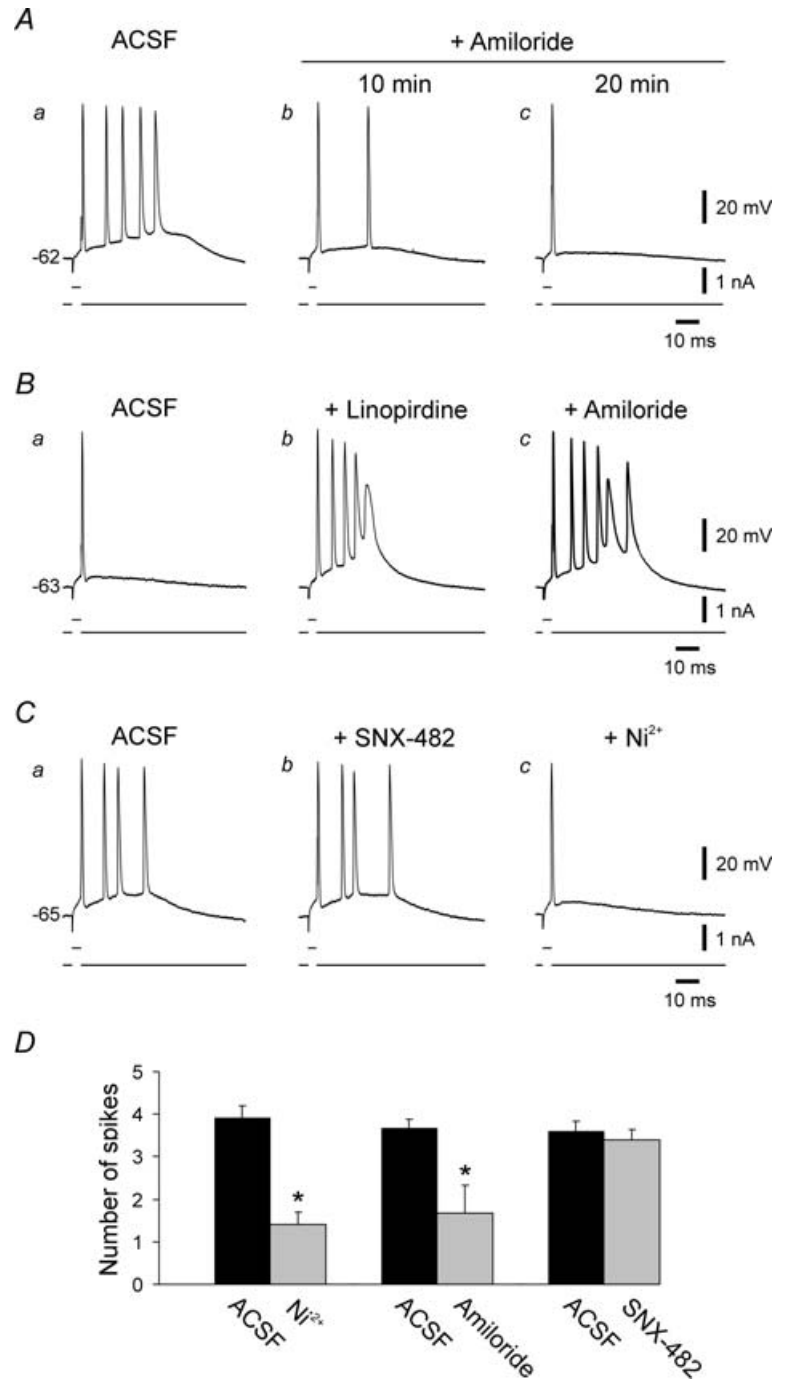 A
ACSF
+ Amiloride
10 min
20 min
a
b
c
20 mV
-62
1 nA
10 ms
B
ACSF
+ Linopirdine
+ Amiloride
a
b
c
20 mV
-63
1 nA
10 ms
C
ACSF
+ SNX-482
+ Ni²⁺
a
b
c
20 mV
-65
1 nA
10 ms
D
Number of spikes
5
4
3
2
1
0
*
*
ACSF
Ni²⁺
ACSF
Amiloride
ACSF
SNX-482